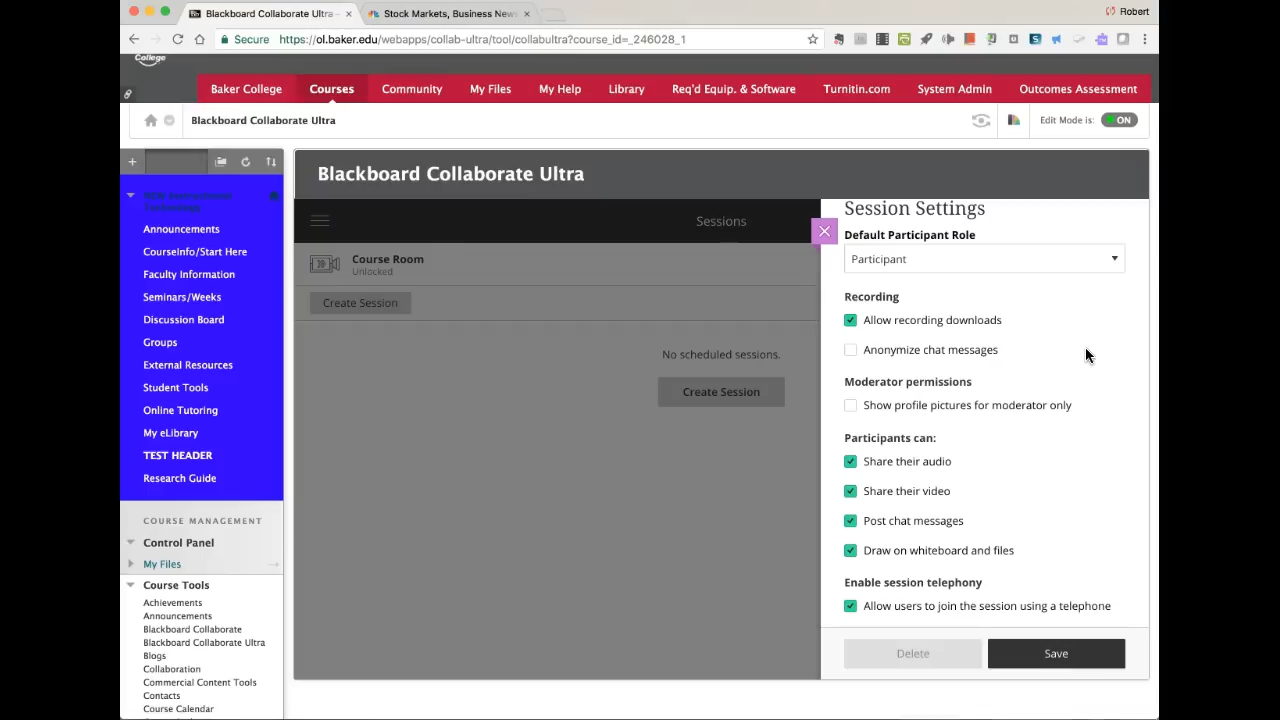 Blackboard Collaborate Ultra -
Stock Markets, Business News
Robert
Secure
https://ol.baker.edu/webapps/collab-ultra/tool/collabultra?course_id=_246028_1
College
Baker College
Courses
Community
My Files
My Help
Library
Req'd Equip. & Software
Turnitin.com
System Admin
Outcomes Assessment
Blackboard Collaborate Ultra
Edit Mode is:
ON
NEW Instructional
Technology
Announcements
CourseInfo/Start Here
Faculty Information
Seminars/Weeks
Discussion Board
Groups
External Resources
Student Tools
Online Tutoring
My eLibrary
TEST HEADER
Research Guide
COURSE MANAGEMENT
Control Panel
My Files
Course Tools
Achievements
Announcements
Blackboard Collaborate
Blackboard Collaborate Ultra
Blogs
Collaboration
Commercial Content Tools
Contacts
Course Calendar
Blackboard Collaborate Ultra
Sessions
Course Room
Unlocked
Create Session
No scheduled sessions.
Create Session
Session Settings
Default Participant Role
Participant
Recording
Allow recording downloads
Anonymize chat messages
Moderator permissions
Show profile pictures for moderator only
Participants can:
Share their audio
Share their video
Post chat messages
Draw on whiteboard and files
Enable session telephony
Allow users to join the session using a telephone
Delete
Save